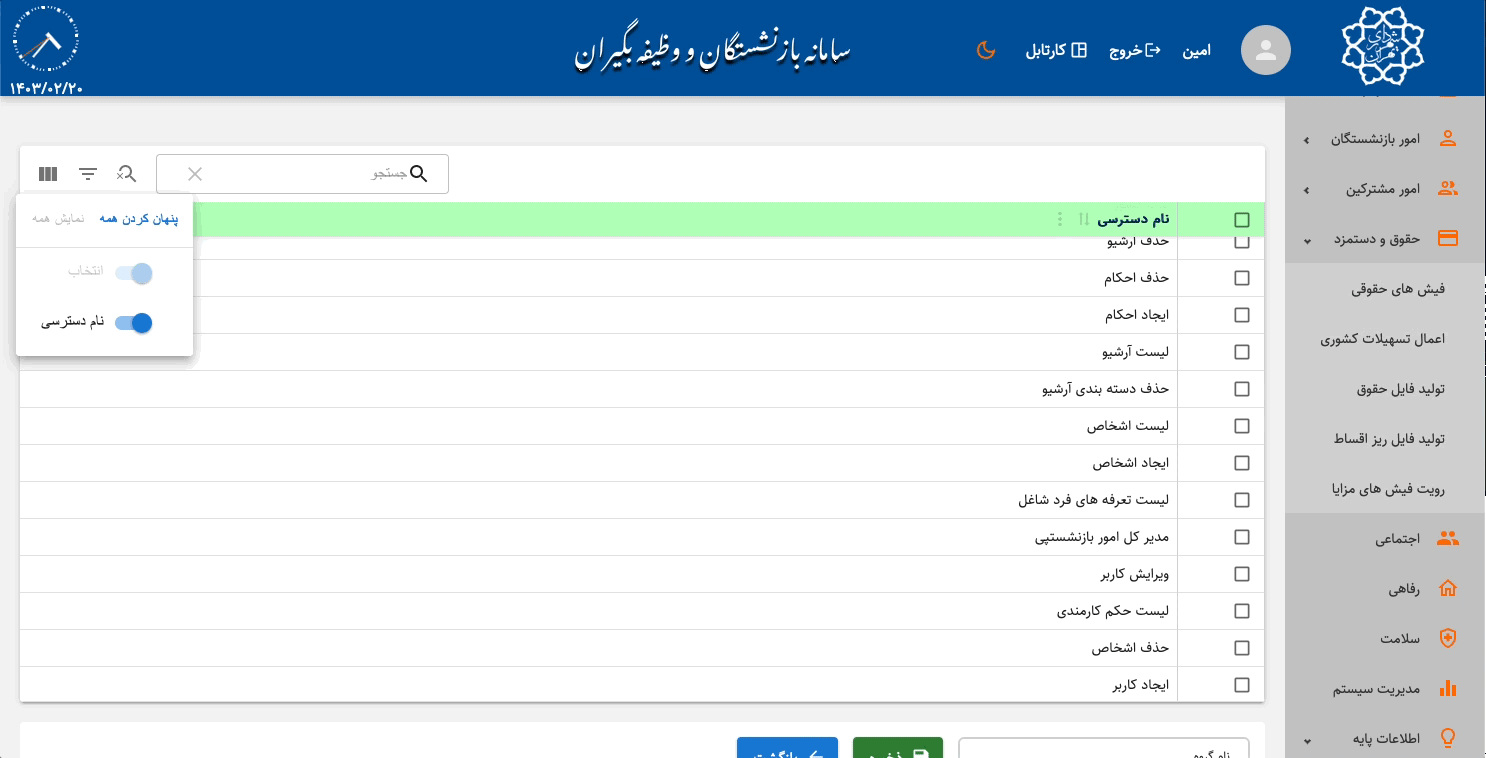 امین
خروج
کارتابل
سامانه بازنشستگان و وظیفه بگیران
۱۴۰۳/۰۲/۲۰
امور بازنشستگان
امور مشترکین
حقوق و دستمزد
فیش های حقوقی
اعمال تسهیلات کشوری
تولید فایل حقوق
تولید فایل ریز اقساط
رویت فیش های مزایا
اجتماعی
رفاهی
سلامت
مدیریت سیستم
اطلاعات پایه
جستجو
پنهان کردن همه
نمایش همه
انتخاب
نام دسترسی
نام دسترسی
حذف آرشیو
حذف احکام
ایجاد احکام
لیست آرشیو
حذف دسته بندی آرشیو
لیست اشخاص
ایجاد اشخاص
لیست تعرفه های فرد شاغل
مدیر کل امور بازنشستپی
ویرایش کاربر
لیست حکم کارمندی
حذف اشخاص
ایجاد کاربر
نام گروه
ذخیره
بازگشت